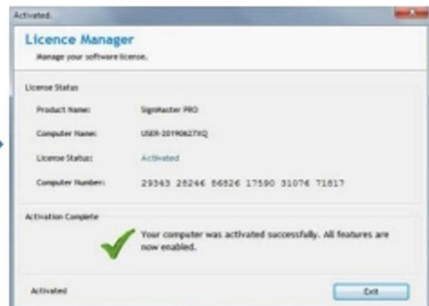 Activated.
Licence Manager
Manage your software license.
License Status
Product Name: SignMaster PRO
Computer Name: USER-20190627XQ
License Status: Activated
Computer Number: 29343 28246 86826 17590 31076 71817
Activation Complete
Your computer was activated successfully. All features are
now enabled.
Activated
Exit